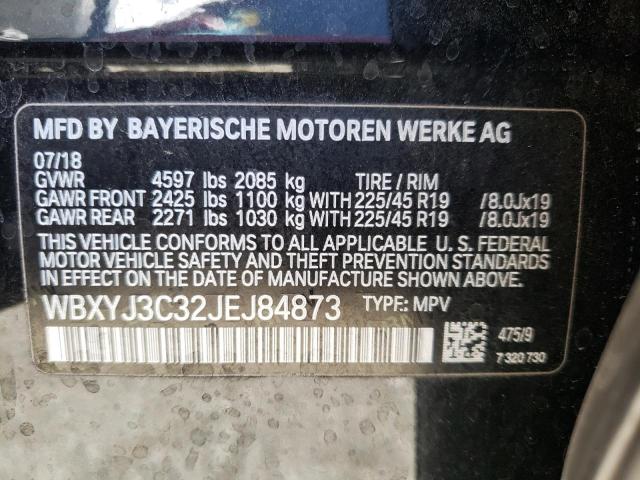 MFD BY BAYERISCHE MOTOREN WERKE AG
07/18
GVWR 4597 lbs 2085 kg TIRE / RIM
GAWR FRONT 2425 lbs 1100 kg WITH 225/45 R19 /8.0Jx19
GAWR REAR 2271 lbs 1030 kg WITH 225/45 R19 /8.0Jx19
THIS VEHICLE CONFORMS TO ALL APPLICABLE U. S. FEDERAL
MOTOR VEHICLE SAFETY AND THEFT PREVENTION STANDARDS
IN EFFECT ON THE DATE OF MANUFACTURE SHOWN ABOVE.
WBXYJ3C32JEJ84873 TYPE.: MPV
475/9
7 320 730